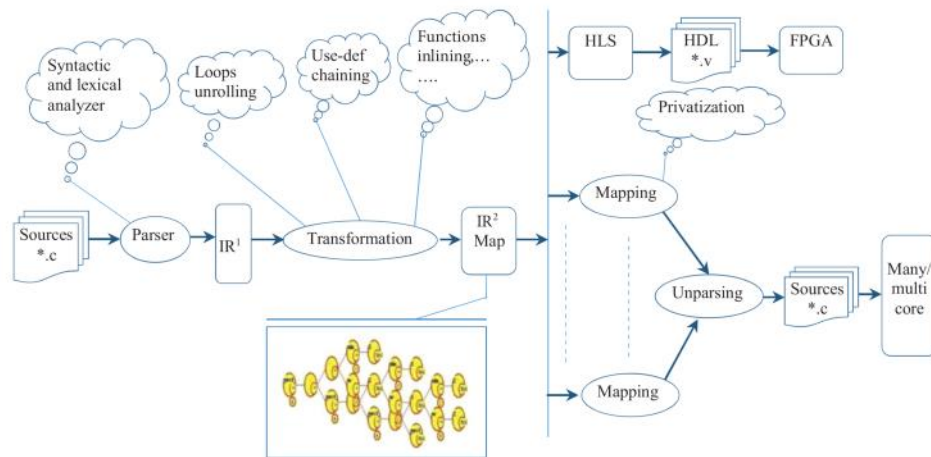 Syntactic
and lexical
analyzer
Loops
unrolling
Use-def
chaining
Functions
inlining,...
....
HLS
HDL
*.v
FPGA
Privatization
Mapping
Sources
*.c
Parser
IR¹
Transformation
IR²
Map
Unparsing
Sources
*.c
Many/
multi
core
Mapping